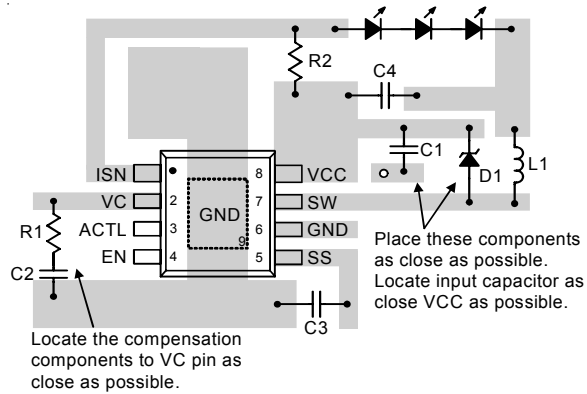 R2
C4
ISN
8
VCC
C1
D1
L1
VC
2
7
SW
R1
ACTL
3
GND
6
GND
EN
4
9
5
SS
C2
C3
Place these components
as close as possible.
Locate input capacitor as
close VCC as possible.
Locate the compensation
components to VC pin as
close as possible.